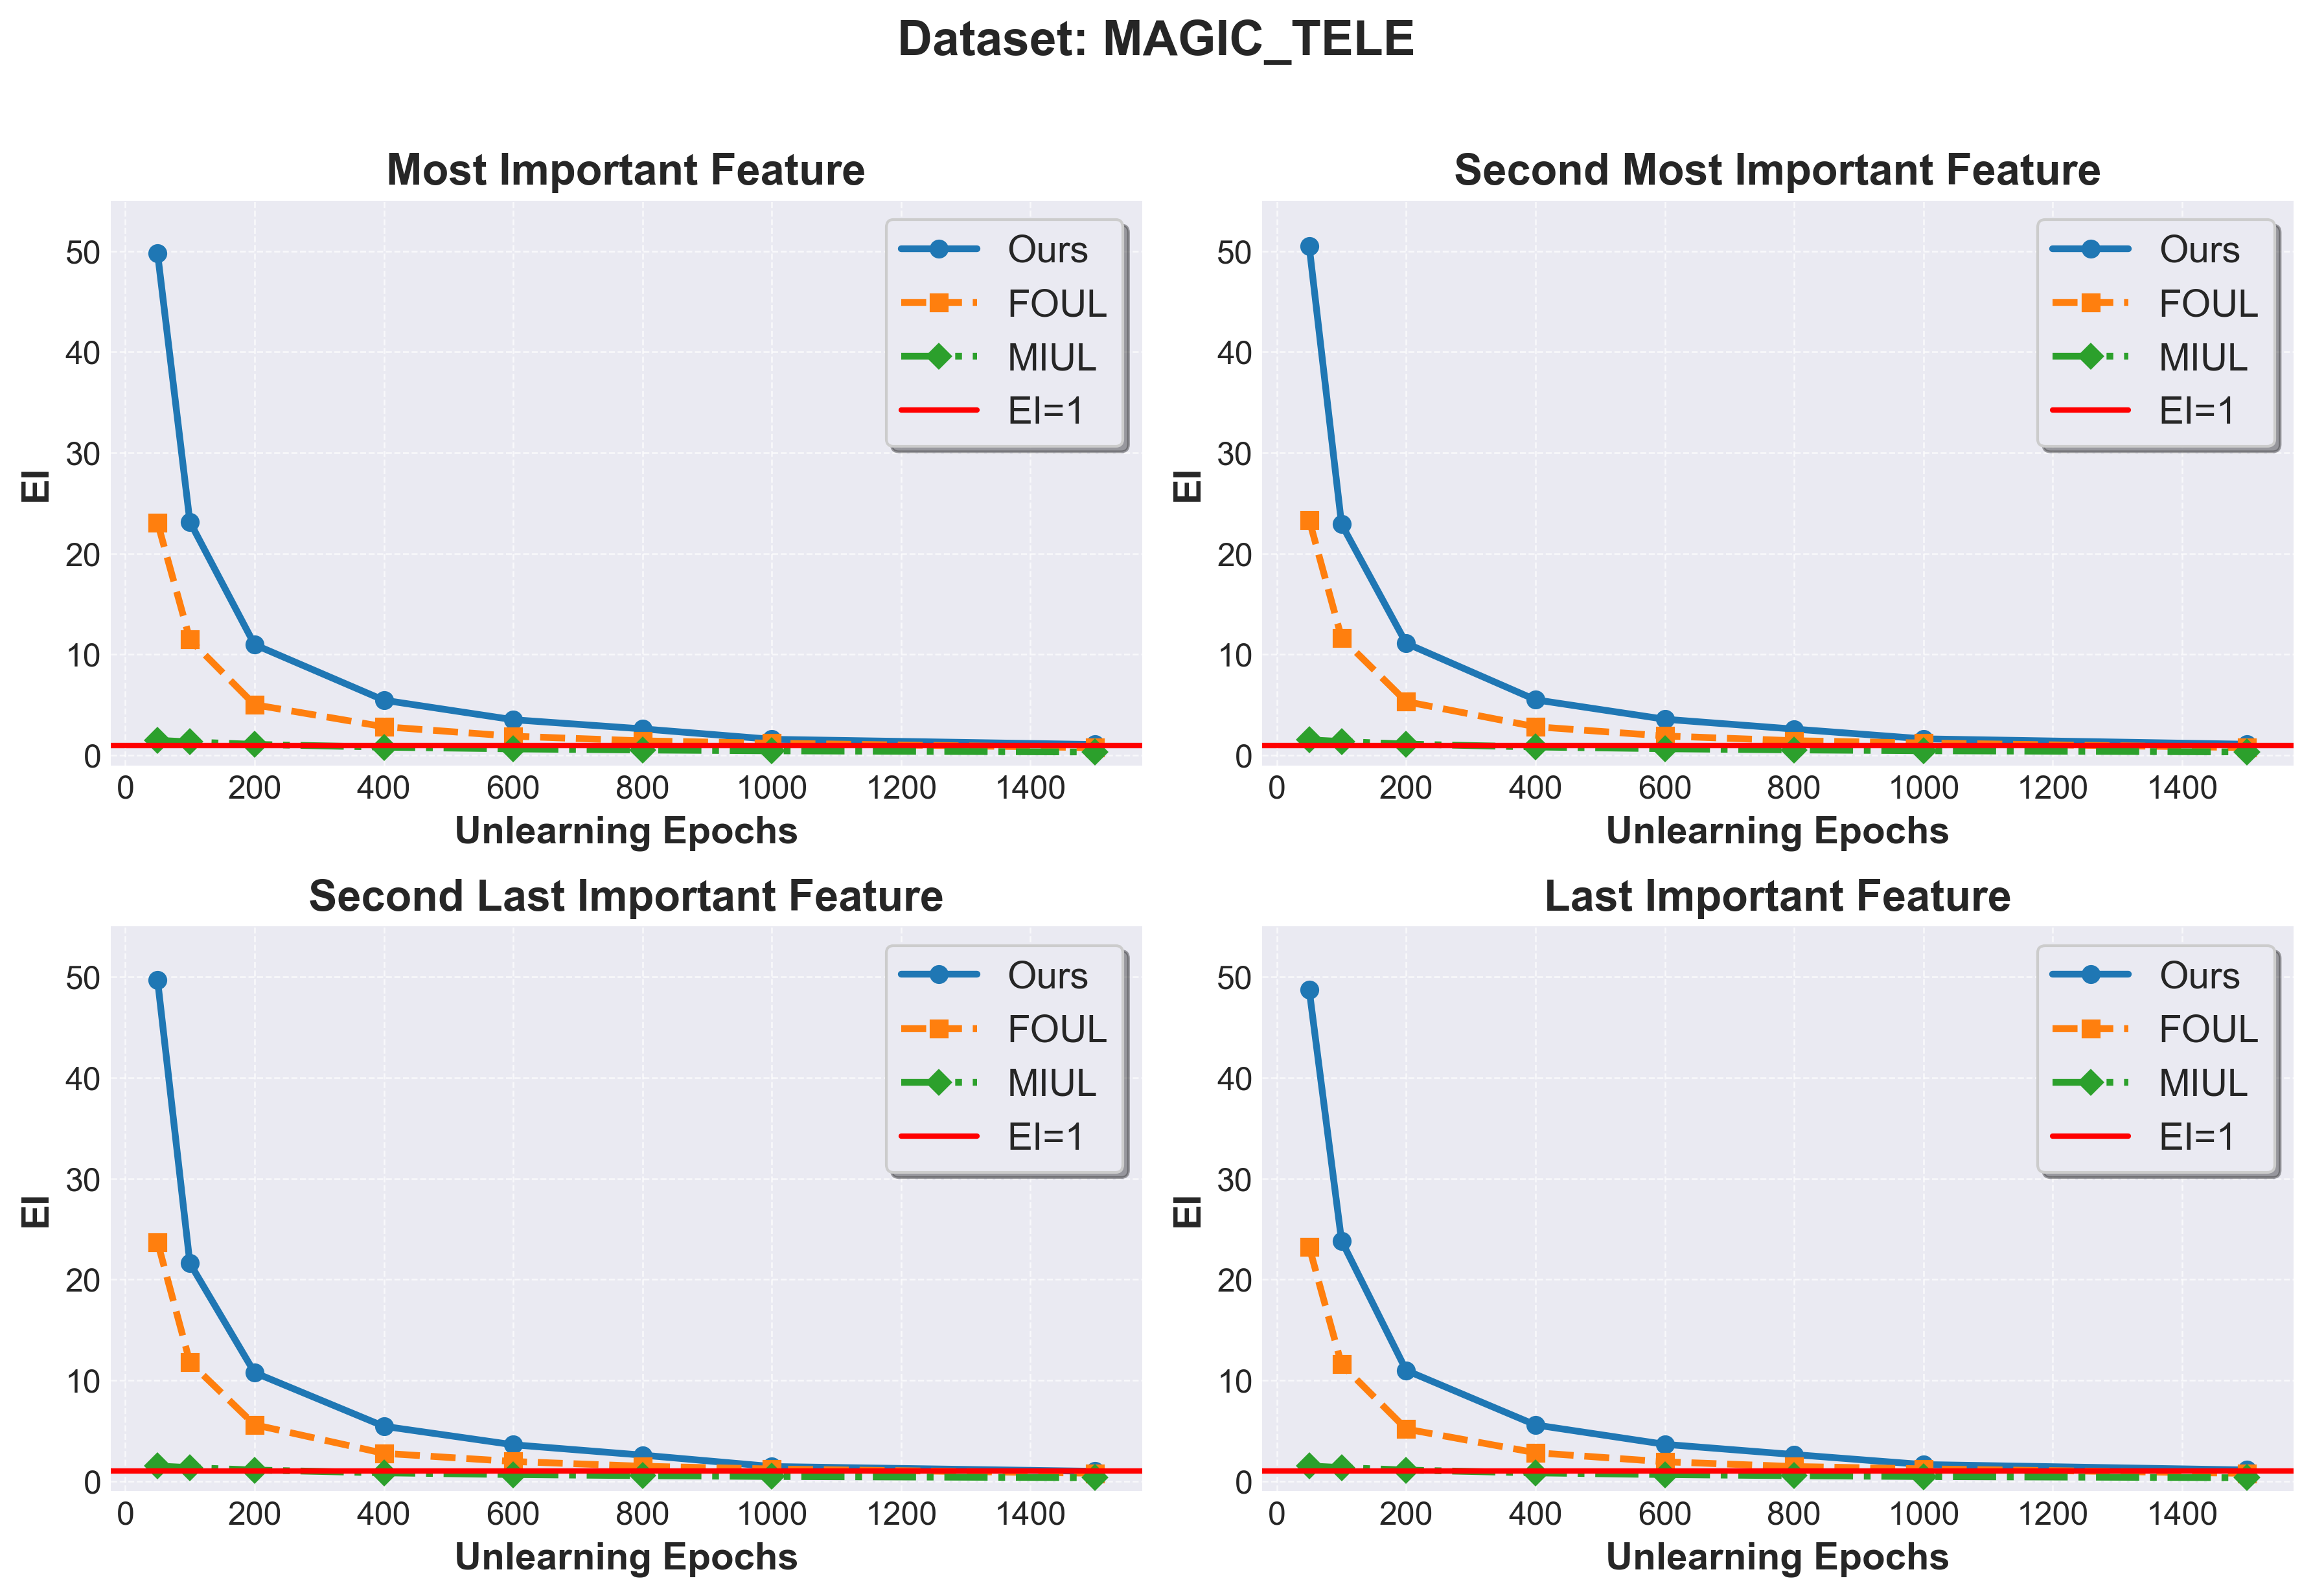 Dataset: MAGIC_TELE
Most Important Feature
EI
50
40
30
20
10
0
Ours
FOUL
MIUL
EI=1
0 200 400 600 800 1000 1200 1400
Unlearning Epochs
Second Most Important Feature
EI
50
40
30
20
10
0
Ours
FOUL
MIUL
EI=1
0 200 400 600 800 1000 1200 1400
Unlearning Epochs
Second Last Important Feature
EI
50
40
30
20
10
0
Ours
FOUL
MIUL
EI=1
0 200 400 600 800 1000 1200 1400
Unlearning Epochs
Last Important Feature
EI
50
40
30
20
10
0
Ours
FOUL
MIUL
EI=1
0 200 400 600 800 1000 1200 1400
Unlearning Epochs